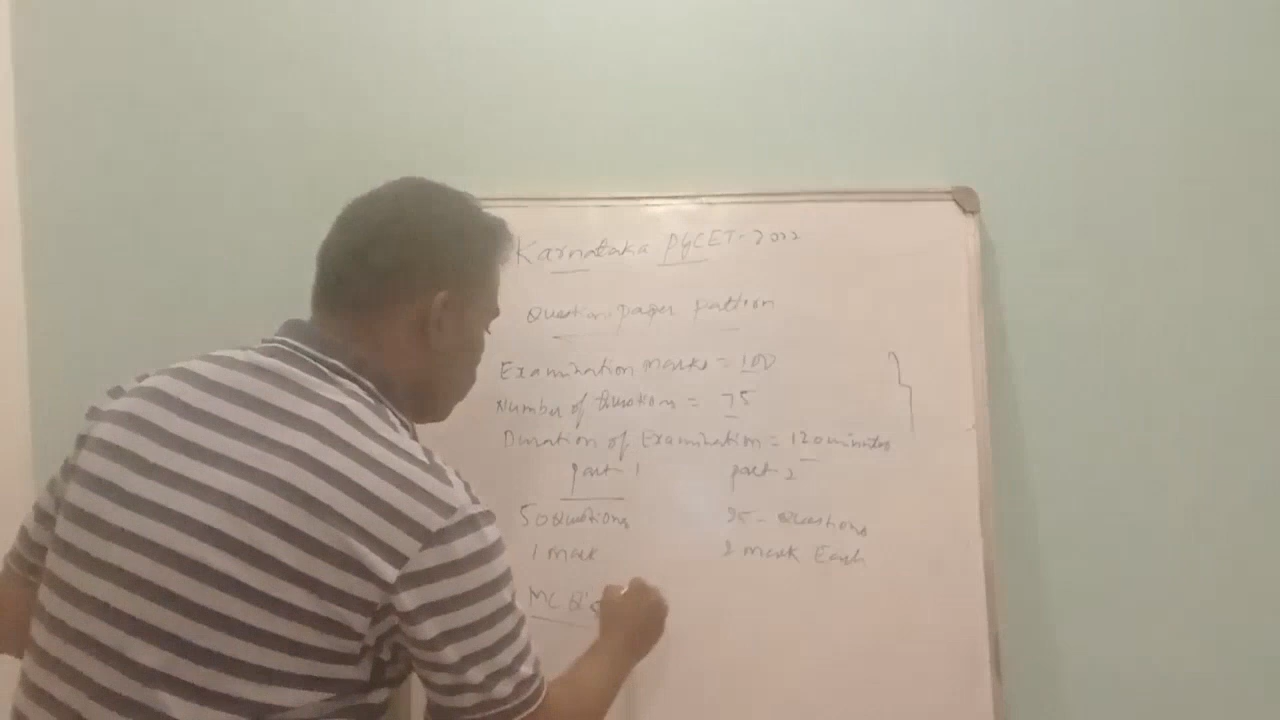 Karnataka PGCET-2022
Question paper pattern
Examination marks = 100
Number of Questions = 75
Duration of Examination = 120 minutes
part 1 part 2
50 Questions 25 - Questions
1 mark 2 mark Each
MCQ's